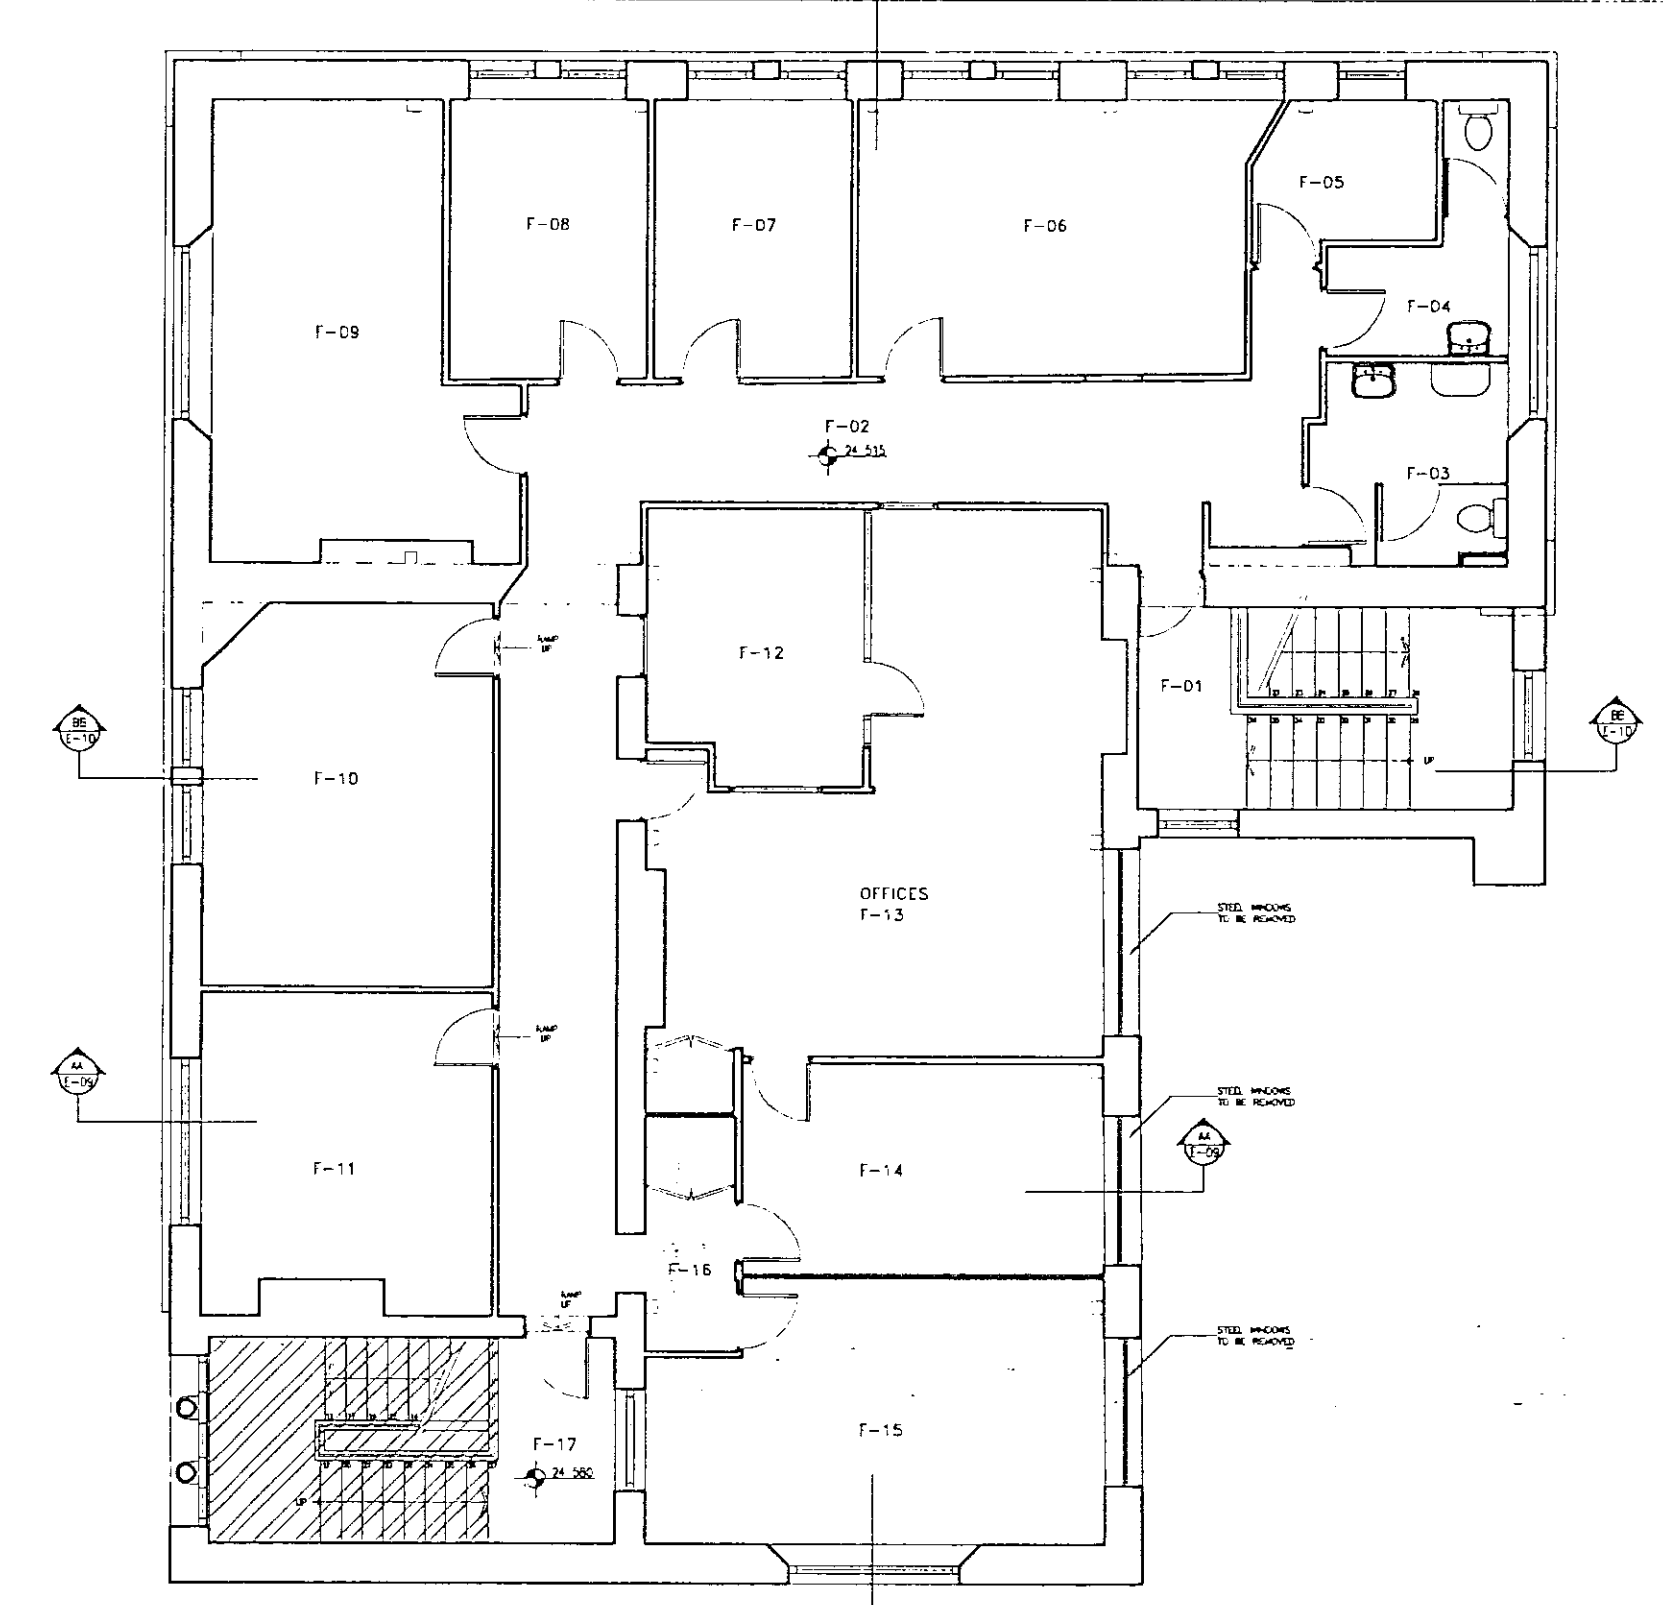 F-05
F-08
F-07
F-06
F-04
F-09
F-02
24 515
F-03
RAMP
UP
F-12
F-01
BB
E-10
BB
E-10
UP
F-10
OFFICES
F-13
STEEL WINDOWS
TO BE REMOVED
RAMP
UP
AA
E-09
STEEL WINDOWS
TO BE REMOVED
AA
E-09
F-11
F-14
F-16
RAMP
UP
STEEL WINDOWS
TO BE REMOVED
F-15
F-17
24 580
UP